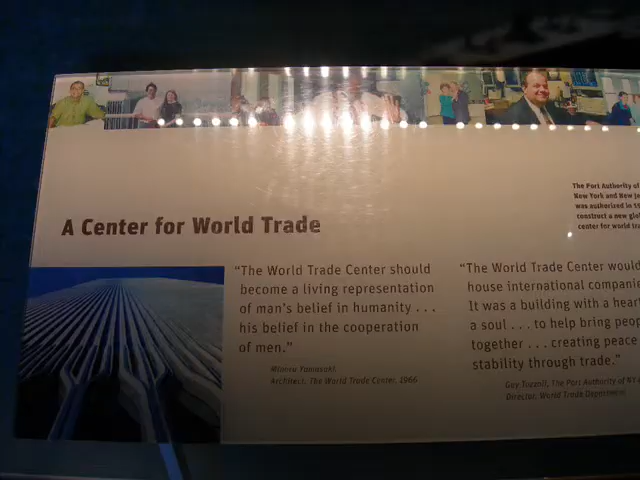 The Port Authority of
New York and New Je
was authorized in 19
construct a new glo
center for world tra
A Center for World Trade
"The World Trade Center should
become a living representation
of man's belief in humanity . . .
his belief in the cooperation
of men."
Minoru Yamasaki
Architect, The World Trade Center, 1966
"The World Trade Center would
house international companie
It was a building with a heart
a soul . . . to help bring peop
together . . . creating peace
stability through trade."
Guy Tozzoli, The Port Authority of NY a
Director, World Trade Department